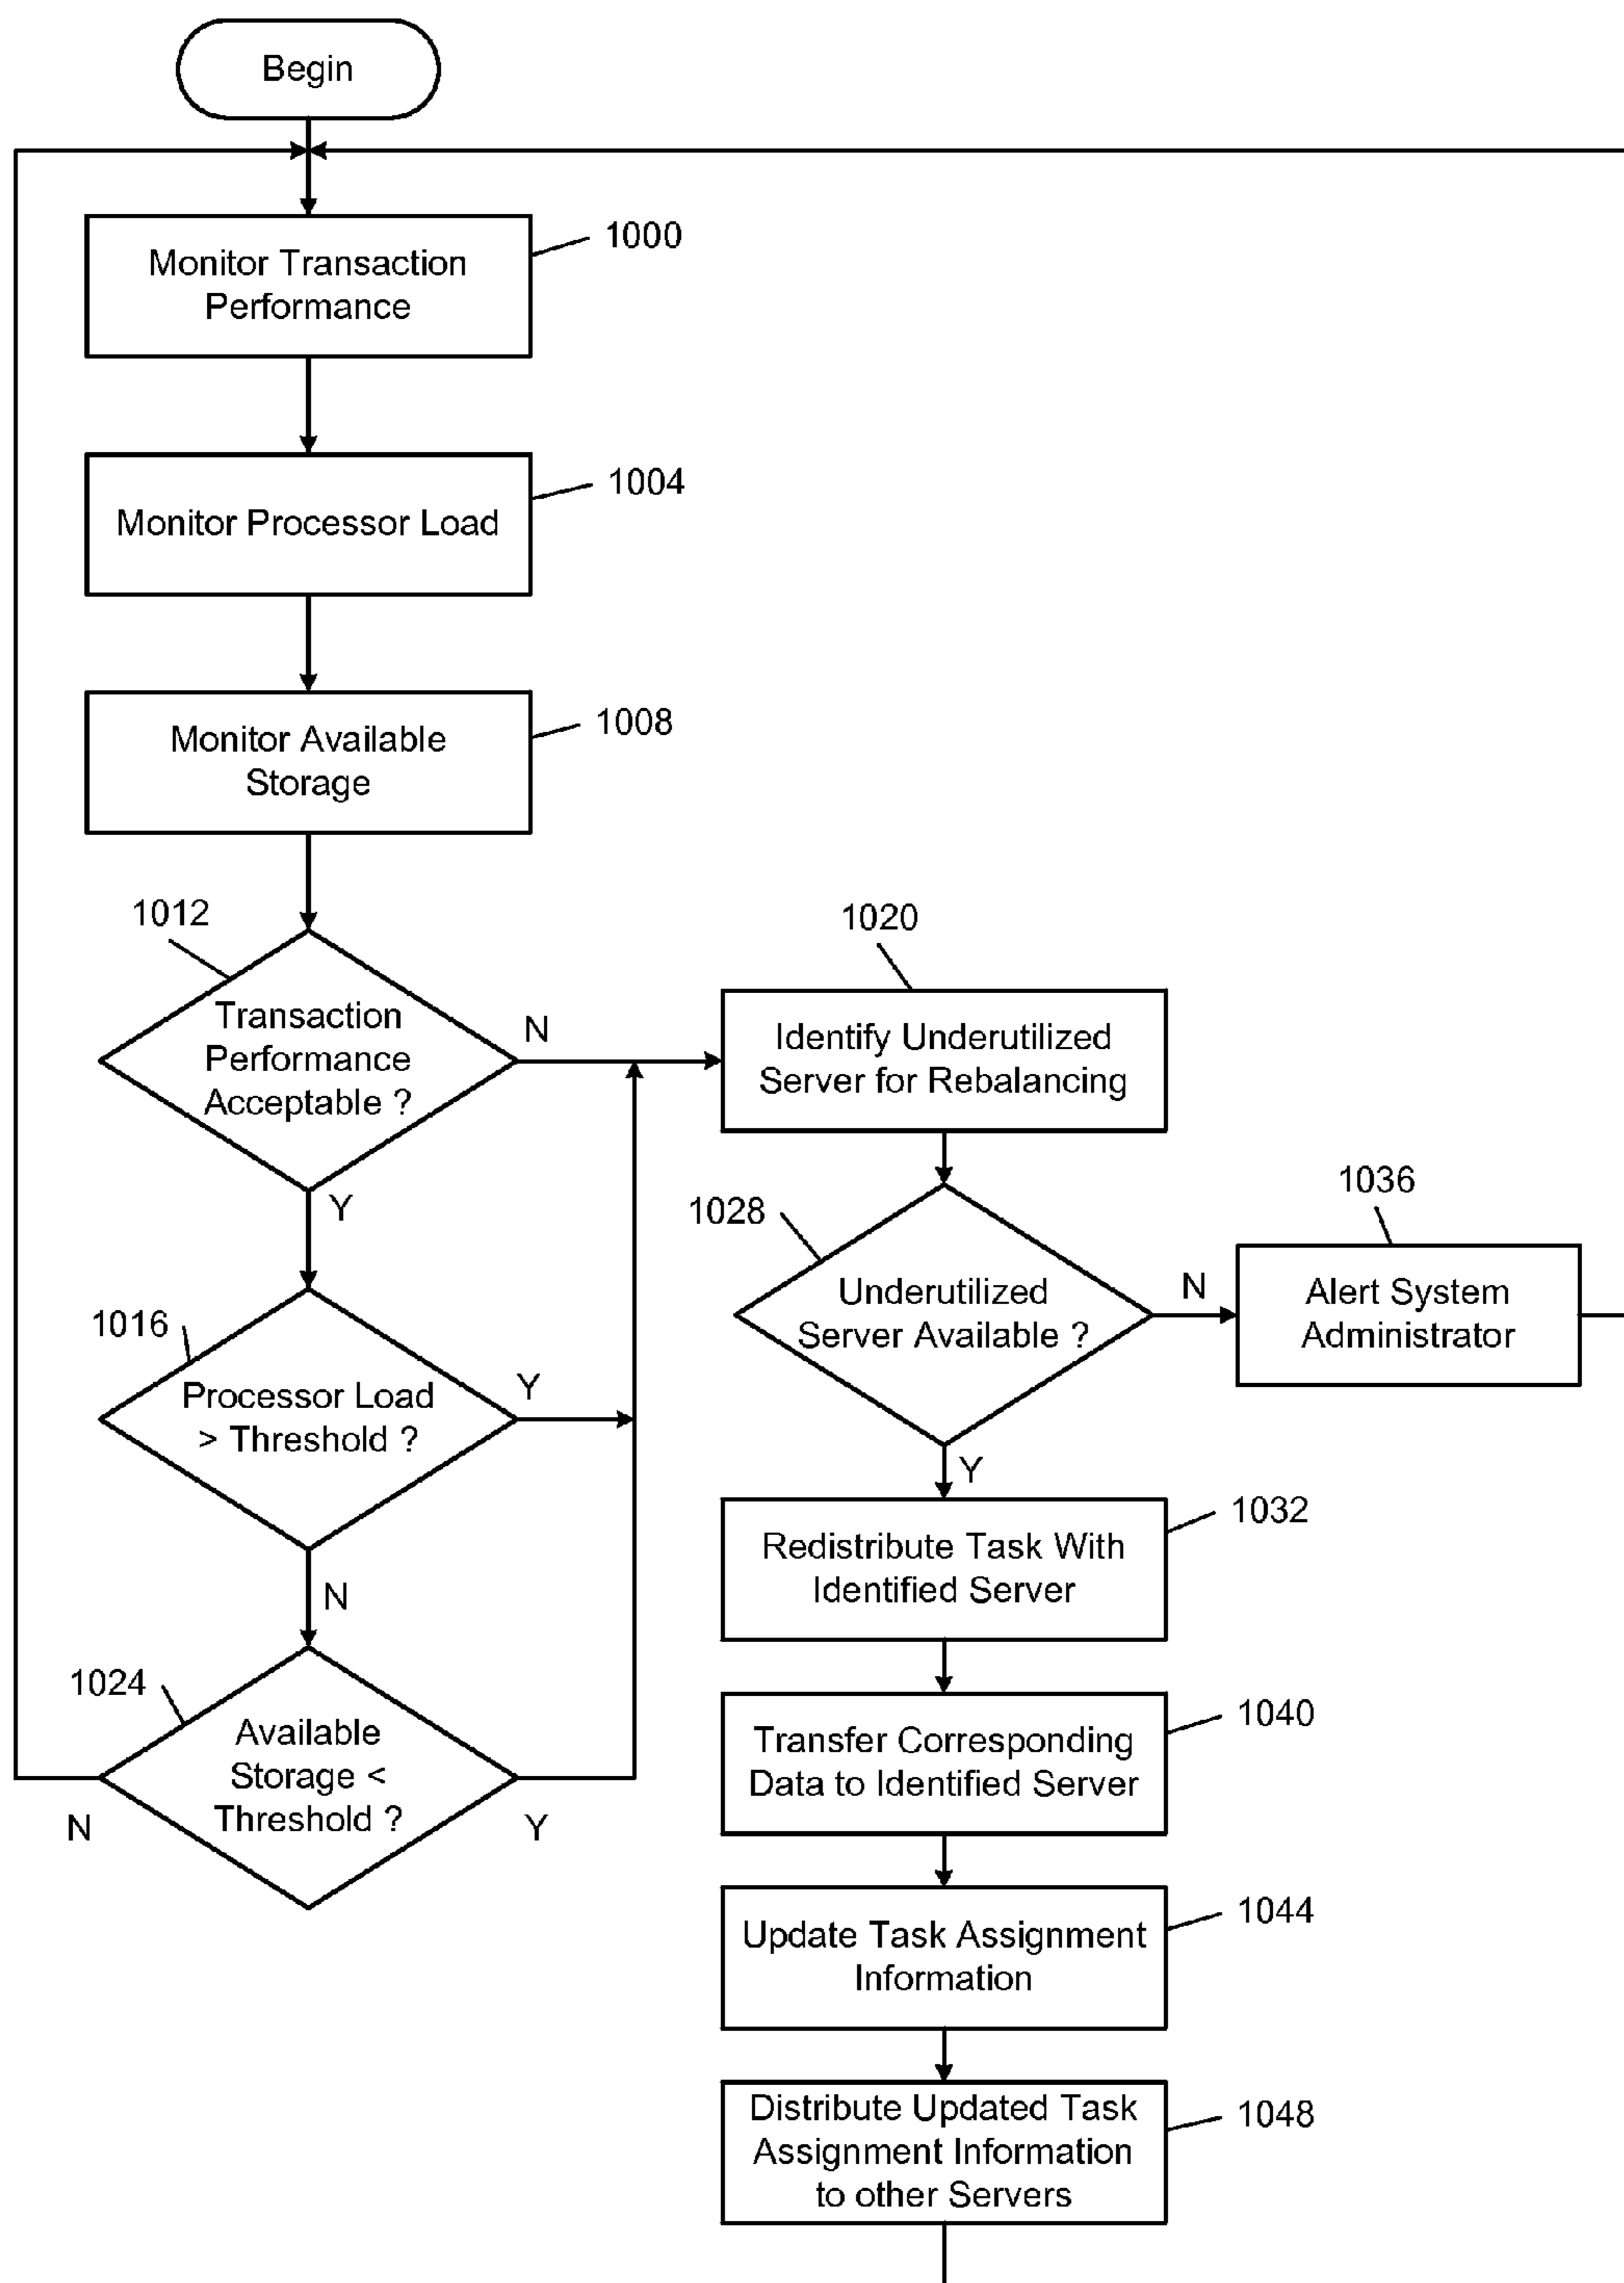 Begin
1000
Monitor Transaction
Performance
1004
Monitor Processor Load
1008
Monitor Available
Storage
1012
Transaction
Performance
Acceptable ?
N
Y
1016
Processor Load
> Threshold ?
Y
N
1024
Available
Storage <
Threshold ?
N
Y
1020
Identify Underutilized
Server for Rebalancing
1028
Underutilized
Server Available ?
N
Y
1036
Alert System
Administrator
1032
Redistribute Task With
Identified Server
1040
Transfer Corresponding
Data to Identified Server
1044
Update Task Assignment
Information
1048
Distribute Updated Task
Assignment Information
to other Servers